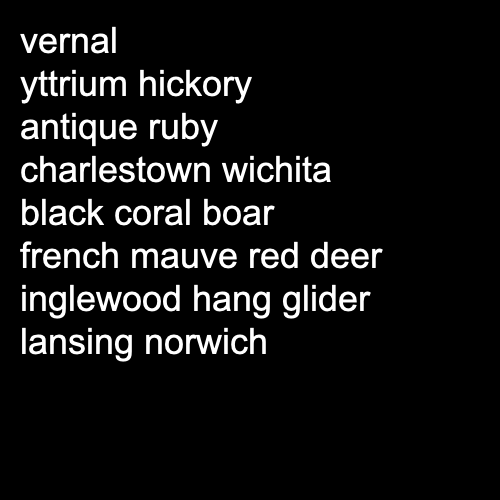 vernal
yttrium hickory
antique ruby
charlestown wichita
black coral boar
french mauve red deer
inglewood hang glider
lansing norwich